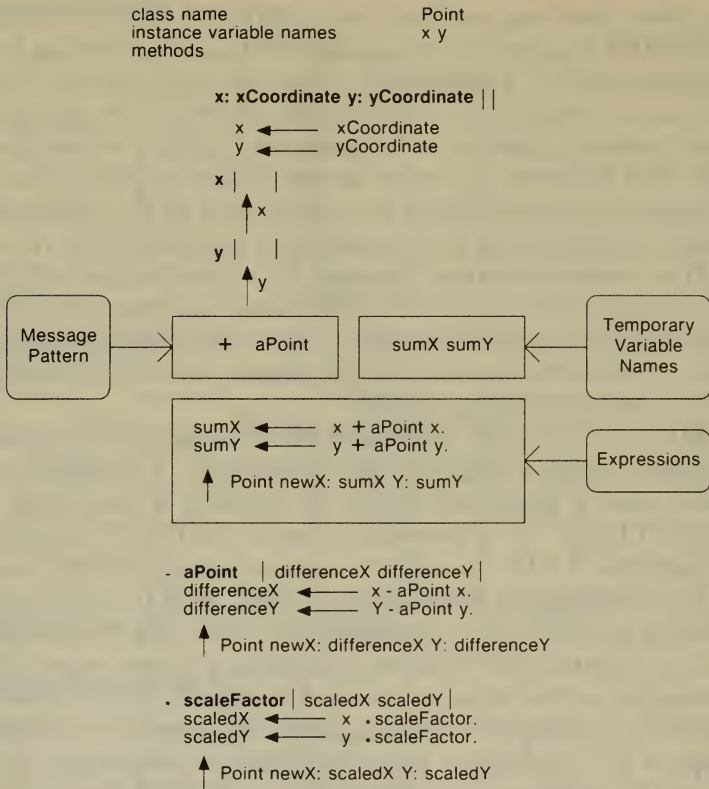 class name Point
instance variable names x y
methods
x: xCoordinate y: yCoordinate | |
x ← xCoordinate
y ← yCoordinate
x | |
↑ x
y | |
↑ y
Message Pattern
+ aPoint
sumX sumY
Temporary Variable Names
sumX ← x + aPoint x.
sumY ← y + aPoint y.
↑ Point newX: sumX Y: sumY
Expressions
- aPoint | differenceX differenceY |
differenceX ← x - aPoint x.
differenceY ← Y - aPoint y.
↑ Point newX: differenceX Y: differenceY
* scaleFactor | scaledX scaledY |
scaledX ← x * scaleFactor.
scaledY ← y * scaleFactor.
↑ Point newX: scaledX Y: scaledY